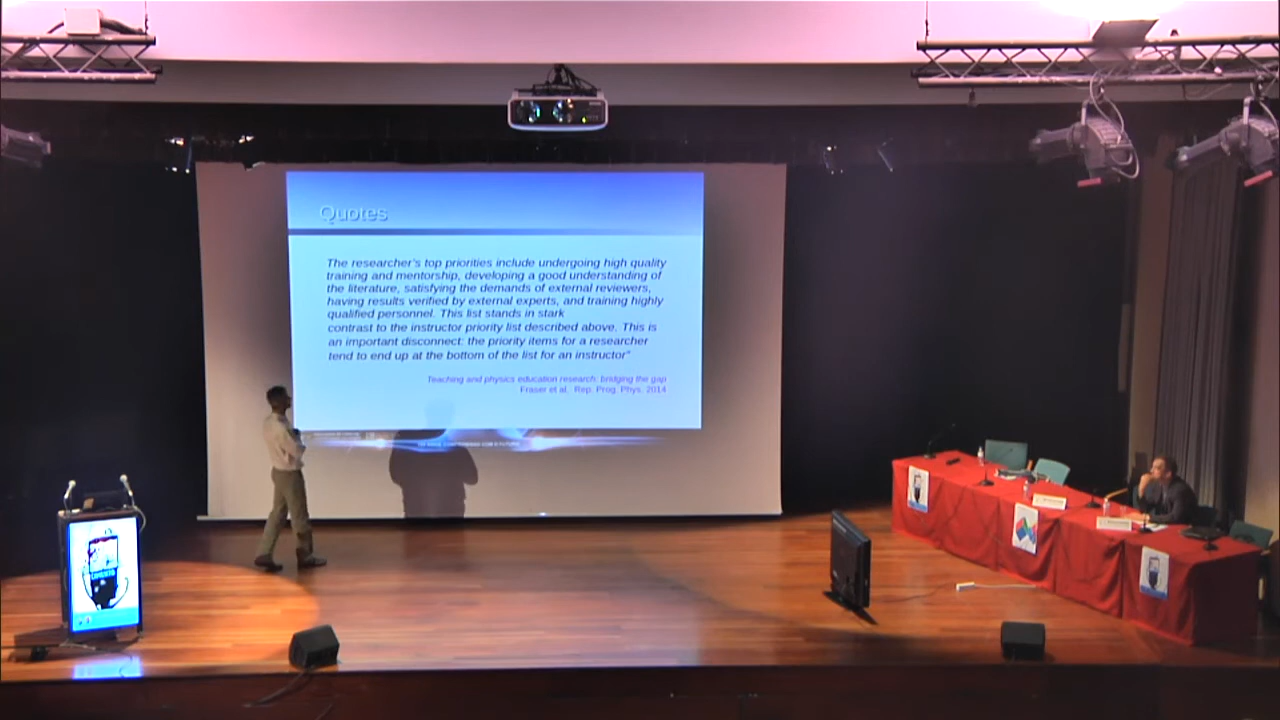 Quotes
The researcher's top priorities include undergoing high quality
training and mentorship, developing a good understanding of
the literature, satisfying the demands of external reviewers,
having results verified by external experts, and training highly
qualified personnel. This list stands in stark
contrast to the instructor priority list described above. This is
an important disconnect: the priority items for a researcher
tend to end up at the bottom of the list for an instructor"
Teaching and physics education research: bridging the gap
Fraser et al., Rep. Prog. Phys. 2014